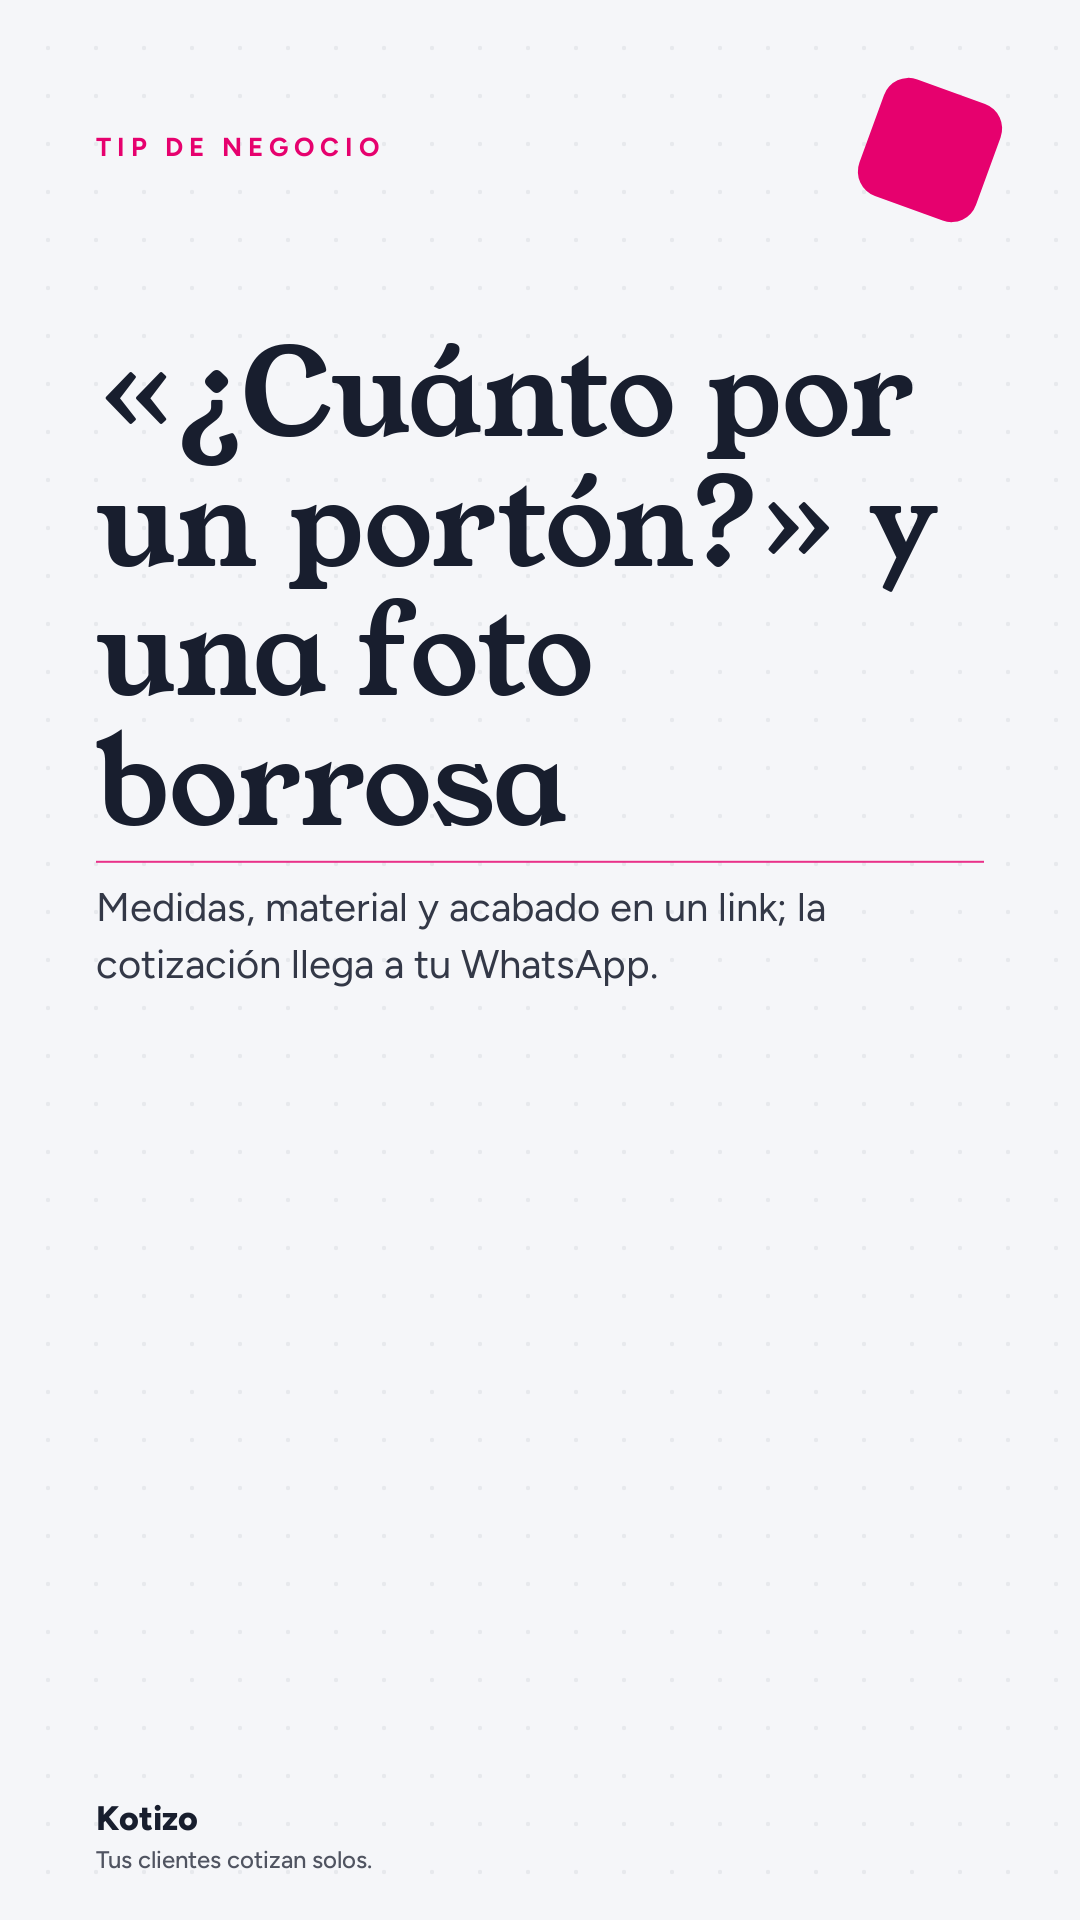 TIP DE NEGOCIO
«¿Cuánto por
un portón?» y
una foto
borrosa
Medidas, material y acabado en un link; la
cotización llega a tu WhatsApp.
Kotizo
Tus clientes cotizan solos.